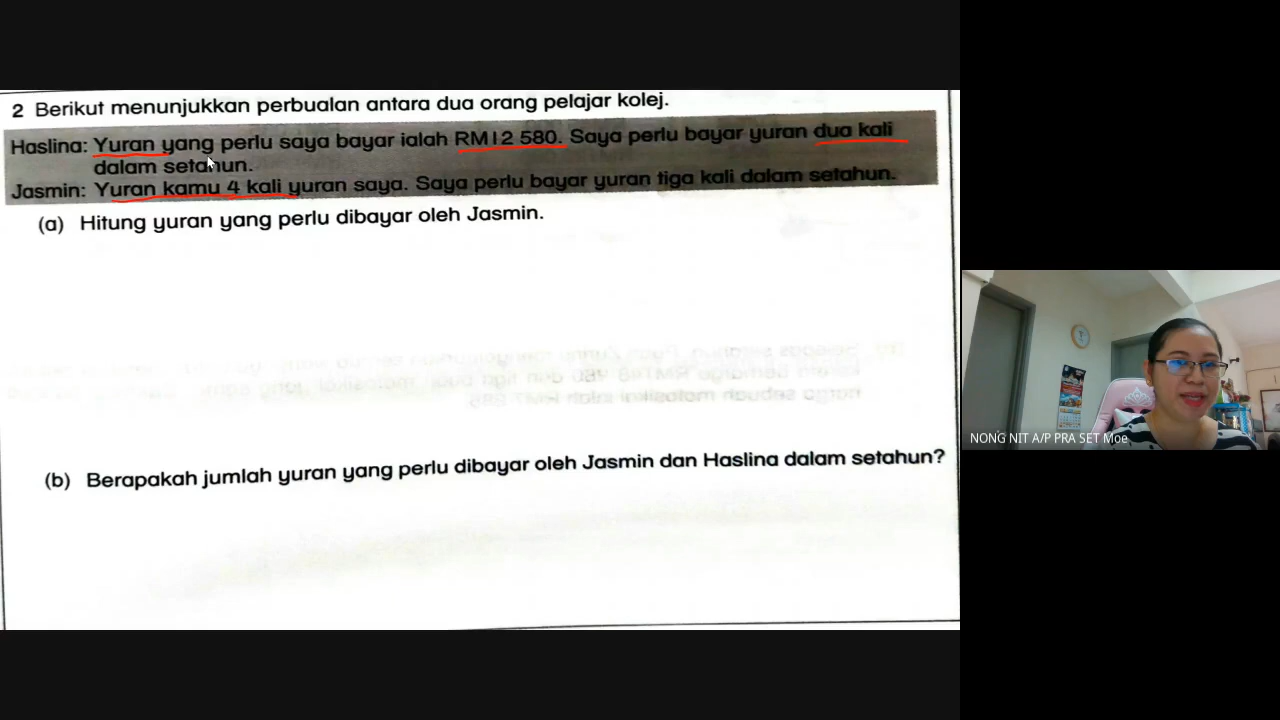 2 Berikut menunjukkan perbualan antara dua orang pelajar kolej.
Haslina: Yuran yang perlu saya bayar ialah RM12 580. Saya perlu bayar yuran dua kali
dalam setahun.
Jasmin: Yuran kamu 4 kali yuran saya. Saya perlu bayar yuran tiga kali dalam setahun.
(a) Hitung yuran yang perlu dibayar oleh Jasmin.
(b) Berapakah jumlah yuran yang perlu dibayar oleh Jasmin dan Haslina dalam setahun?
NONG NIT A/P PRA SET Moe